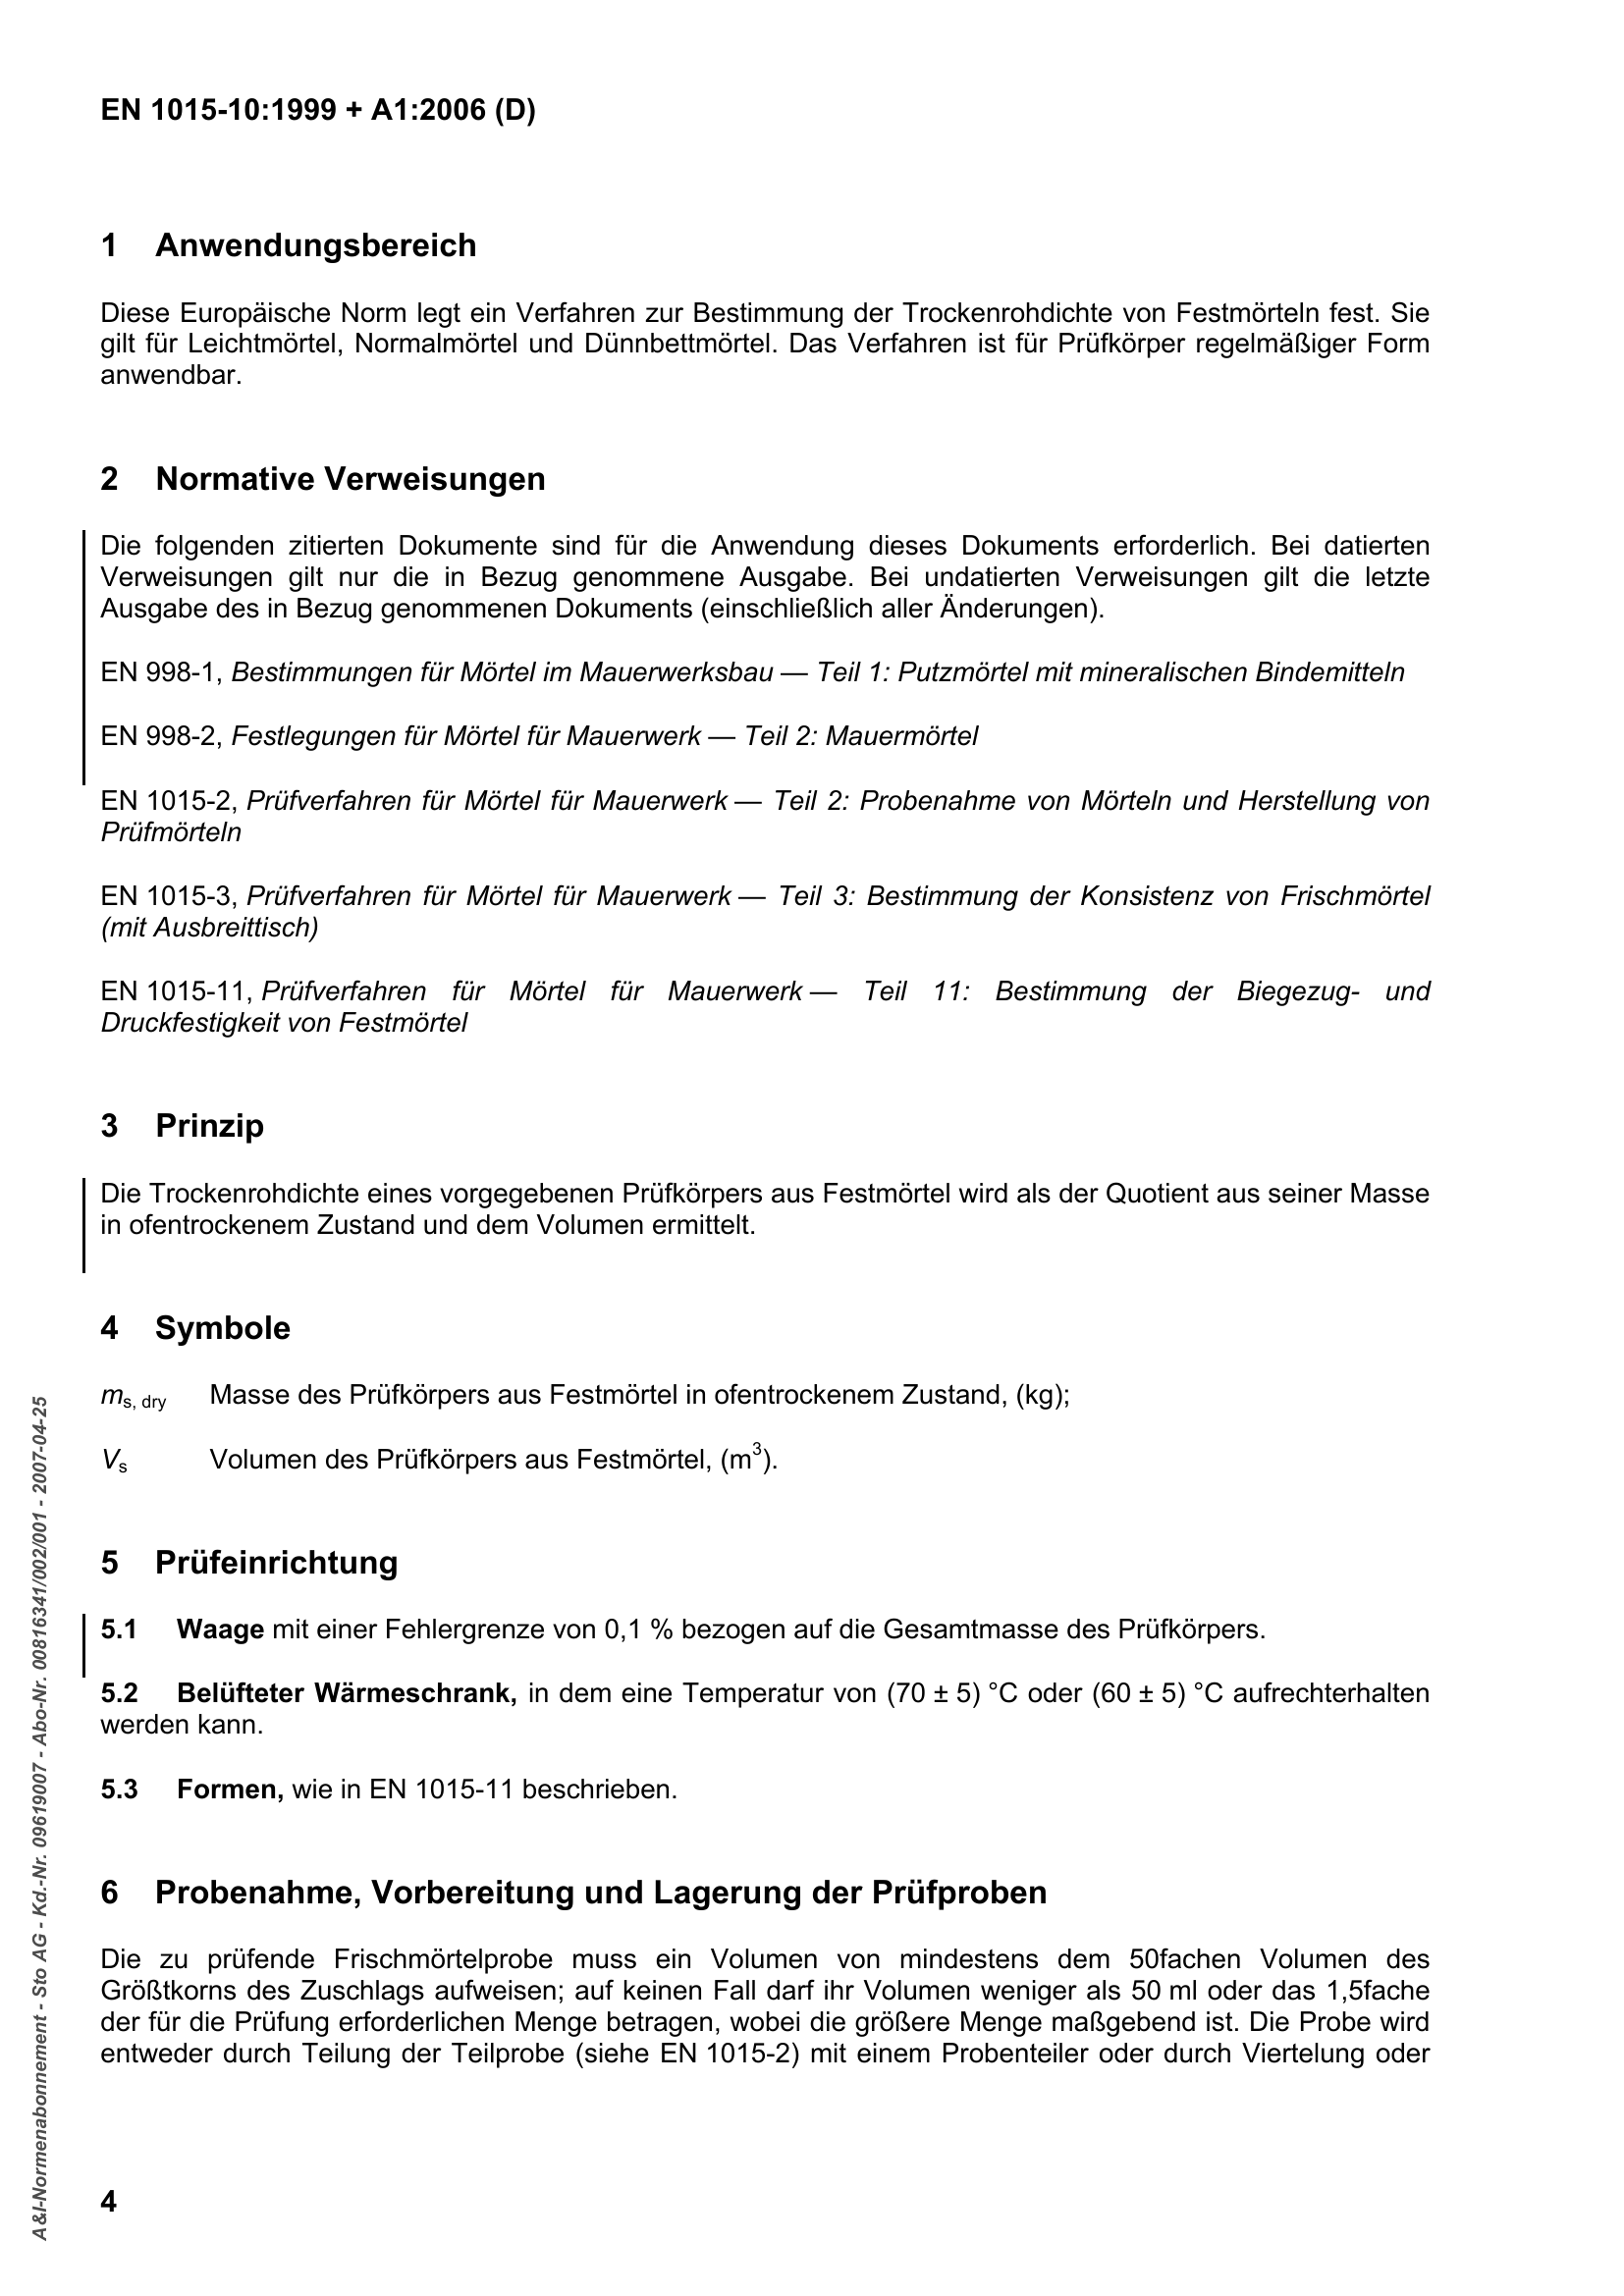 EN 1015-10:1999 + A1:2006 (D)
1 Anwendungsbereich
Diese Europäische Norm legt ein Verfahren zur Bestimmung der Trockenrohdichte von Festmörteln fest. Sie
gilt für Leichtmörtel, Normalmörtel und Dünnbettmörtel. Das Verfahren ist für Prüfkörper regelmäßiger Form
anwendbar.
2 Normative Verweisungen
Die folgenden zitierten Dokumente sind für die Anwendung dieses Dokuments erforderlich. Bei datierten
Verweisungen gilt nur die in Bezug genommene Ausgabe. Bei undatierten Verweisungen gilt die letzte
Ausgabe des in Bezug genommenen Dokuments (einschließlich aller Änderungen).
EN 998-1, Bestimmungen für Mörtel im Mauerwerksbau — Teil 1: Putzmörtel mit mineralischen Bindemitteln
EN 998-2, Festlegungen für Mörtel für Mauerwerk — Teil 2: Mauermörtel
EN 1015-2, Prüfverfahren für Mörtel für Mauerwerk — Teil 2: Probenahme von Mörteln und Herstellung von
Prüfmörteln
EN 1015-3, Prüfverfahren für Mörtel für Mauerwerk — Teil 3: Bestimmung der Konsistenz von Frischmörtel
(mit Ausbreittisch)
EN 1015-11, Prüfverfahren für Mörtel für Mauerwerk — Teil 11: Bestimmung der Biegezug- und
Druckfestigkeit von Festmörtel
3 Prinzip
Die Trockenrohdichte eines vorgegebenen Prüfkörpers aus Festmörtel wird als der Quotient aus seiner Masse
in ofentrockenem Zustand und dem Volumen ermittelt.
4 Symbole
ms, dry Masse des Prüfkörpers aus Festmörtel in ofentrockenem Zustand, (kg);
Vs Volumen des Prüfkörpers aus Festmörtel, (m³).
5 Prüfeinrichtung
5.1 Waage mit einer Fehlergrenze von 0,1 % bezogen auf die Gesamtmasse des Prüfkörpers.
5.2 Belüfteter Wärmeschrank, in dem eine Temperatur von (70 ± 5) °C oder (60 ± 5) °C aufrechterhalten
werden kann.
5.3 Formen, wie in EN 1015-11 beschrieben.
6 Probenahme, Vorbereitung und Lagerung der Prüfproben
Die zu prüfende Frischmörtelprobe muss ein Volumen von mindestens dem 50fachen Volumen des
Größtkorns des Zuschlags aufweisen; auf keinen Fall darf ihr Volumen weniger als 50 ml oder das 1,5fache
der für die Prüfung erforderlichen Menge betragen, wobei die größere Menge maßgebend ist. Die Probe wird
entweder durch Teilung der Teilprobe (siehe EN 1015-2) mit einem Probenteiler oder durch Viertelung oder
4
A&I-Normenabonnement - Sto AG - Kd.-Nr. 09619007 - Abo-Nr. 00816341/002/001 - 2007-04-25